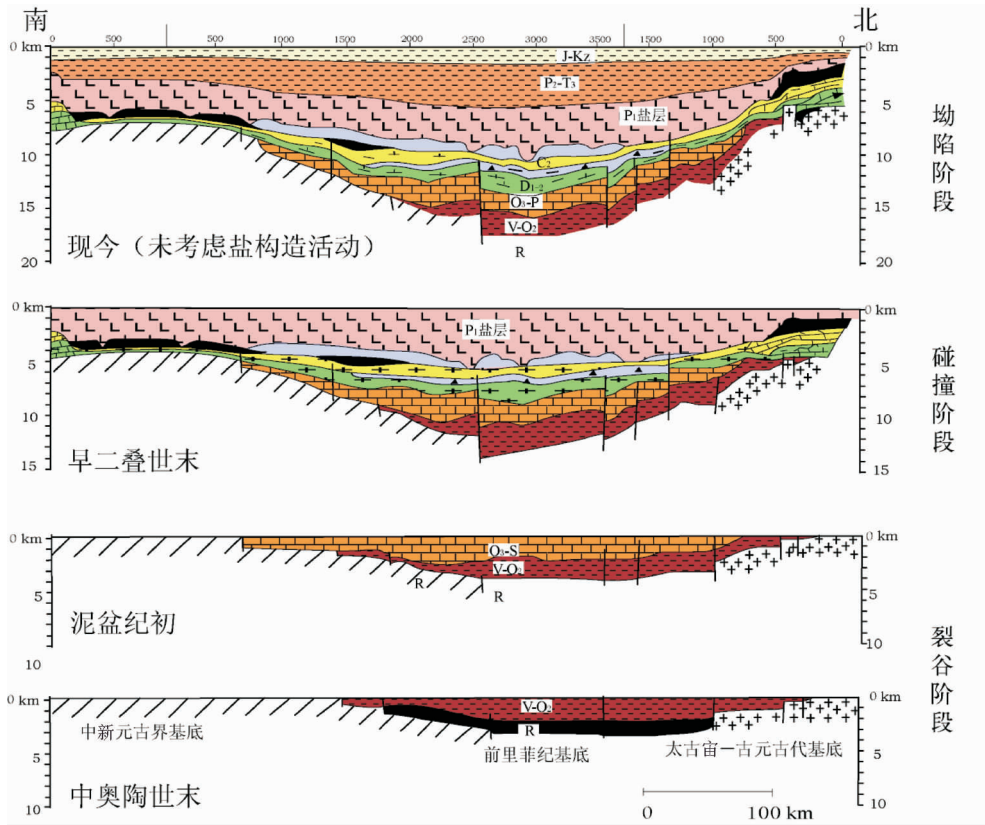 南
北
0 km 0 500 500 1000 1500 2000 2500 3000 3500 1500 1000 500 0 0 km
J-Kz
P₂-T₃
5 5
P₁盐层
10 10
C₂
D₁₋₂
O₃-P
15 15
V-O₂
R
20 20
现今(未考虑盐构造活动)
坳陷阶段
0 km 0 km
P₁盐层
5 5
10 10
15 15
早二叠世末
碰撞阶段
0 km 0 km
O₃-S
V-O₂
R R
5 5
泥盆纪初
10 10
裂谷阶段
0 km 0 km
V-O₂
R
中新元古界基底
前里菲纪基底
太古宙—古元古代基底
5 5
中奥陶世末
10 10
0 100 km